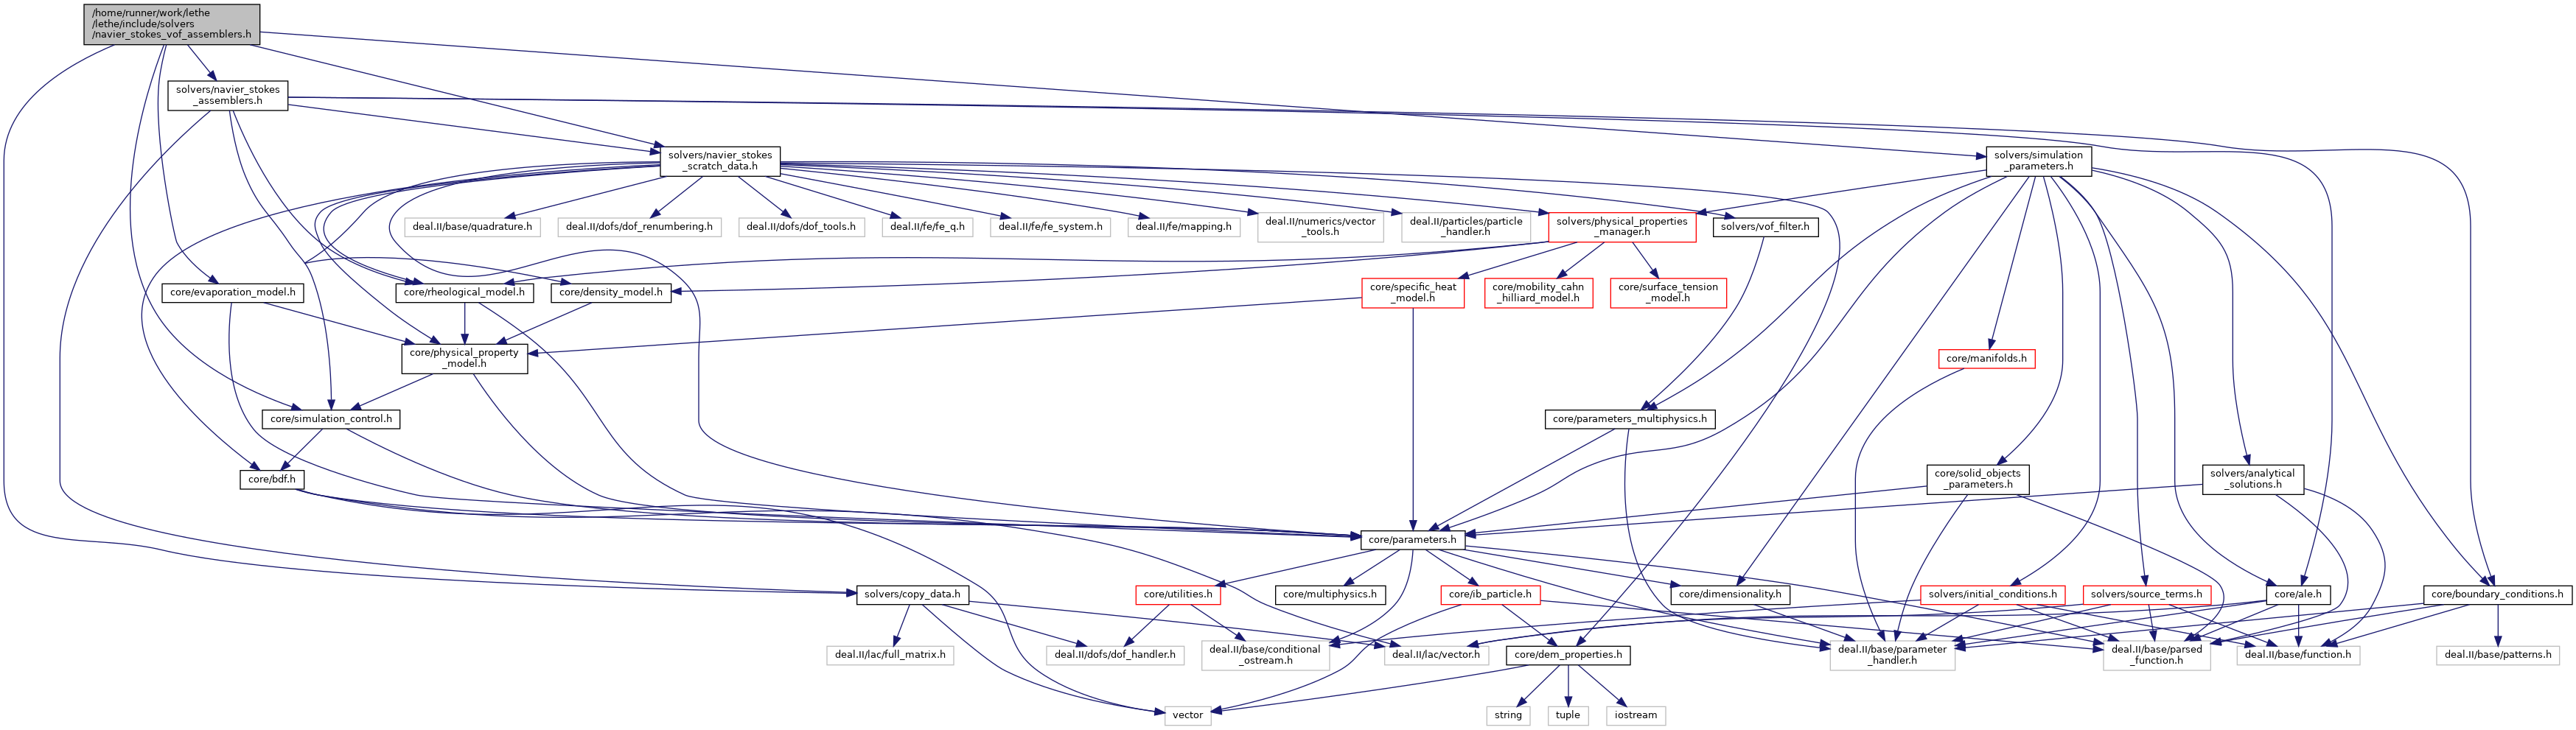 /home/runner/work/lethe
/lethe/include/solvers
/navier_stokes_vof_assemblers.h
solvers/navier_stokes
_assemblers.h
solvers/navier_stokes
_scratch_data.h
solvers/simulation
_parameters.h
deal.II/base/quadrature.h
deal.II/dofs/dof_renumbering.h
deal.II/dofs/dof_tools.h
deal.II/fe/fe_q.h
deal.II/fe/fe_system.h
deal.II/fe/mapping.h
deal.II/numerics/vector
_tools.h
deal.II/particles/particle
_handler.h
solvers/physical_properties
_manager.h
solvers/vof_filter.h
core/evaporation_model.h
core/rheological_model.h
core/density_model.h
core/specific_heat
_model.h
core/mobility_cahn
_hilliard_model.h
core/surface_tension
_model.h
core/physical_property
_model.h
core/manifolds.h
core/simulation_control.h
core/parameters_multiphysics.h
core/bdf.h
core/solid_objects
_parameters.h
solvers/analytical
_solutions.h
core/parameters.h
solvers/copy_data.h
core/utilities.h
core/multiphysics.h
core/ib_particle.h
core/dimensionality.h
solvers/initial_conditions.h
solvers/source_terms.h
core/ale.h
core/boundary_conditions.h
deal.II/lac/full_matrix.h
deal.II/dofs/dof_handler.h
deal.II/base/conditional
_ostream.h
deal.II/lac/vector.h
core/dem_properties.h
deal.II/base/parameter
_handler.h
deal.II/base/parsed
_function.h
deal.II/base/function.h
deal.II/base/patterns.h
vector
string
tuple
iostream